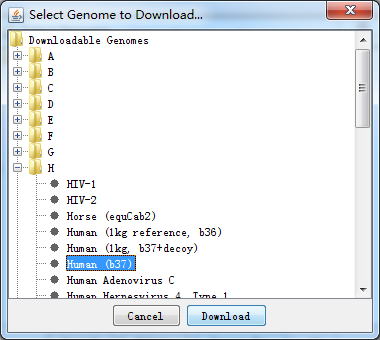 Select Genome to Download...
Downloadable Genomes
A
B
C
D
E
F
G
H
HIV-1
HIV-2
Horse (equCab2)
Human (1kg reference, b36)
Human (1kg, b37+decoy)
Human (b37)
Human Adenovirus C
Human Herpesvirus 4, Type 1
Cancel
Download